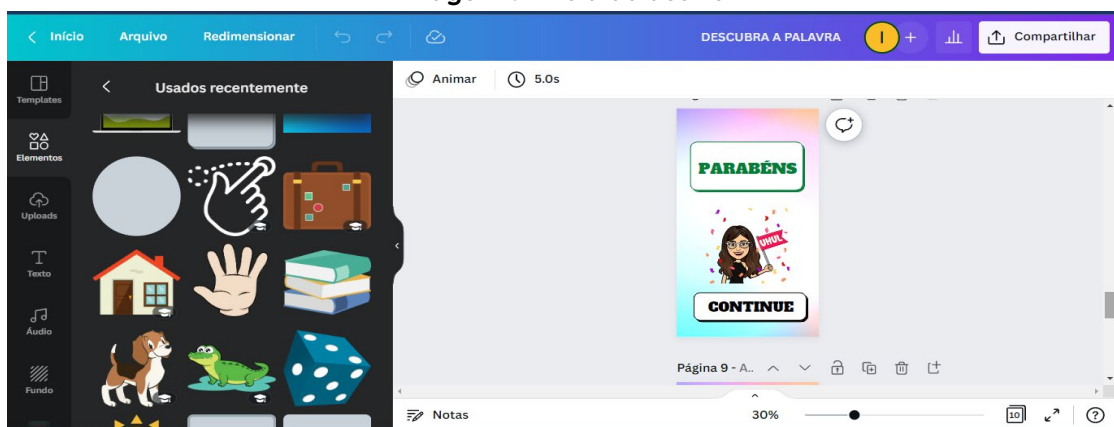 Início Arquivo Redimensionar DESCUBRA A PALAVRA I + Compartilhar
Templates
Elementos
Uploads
Texto
Áudio
Fundo
Usados recentemente
Animar 5.0s
PARABÉNS
UHUL
CONTINUE
Página 9 - A..
Notas 30% 10 ?